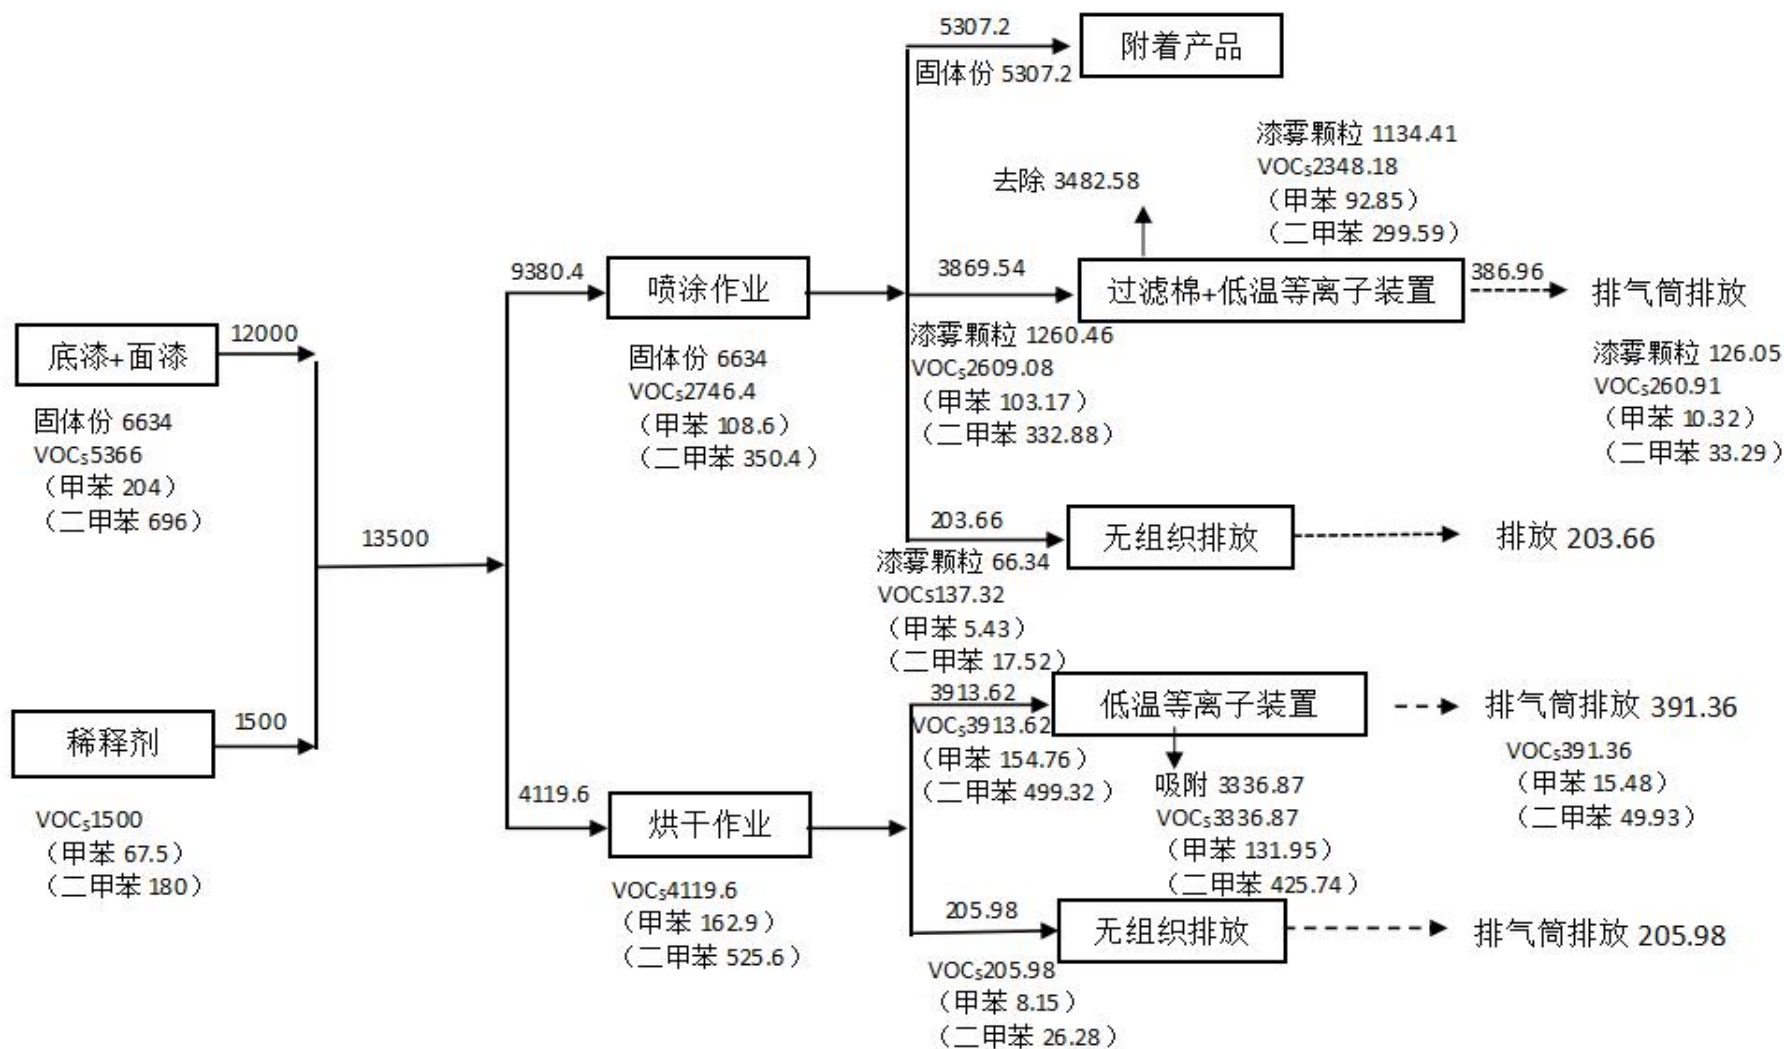 5307.2
附着产品
固体份 5307.2
漆雾颗粒 1134.41
VOCs2348.18
（甲苯 92.85）
（二甲苯 299.59）
去除 3482.58
9380.4
喷涂作业
3869.54
过滤棉+低温等离子装置
386.96
排气筒排放
12000
底漆+面漆
固体份 6634
VOCs5366
（甲苯 204）
（二甲苯 696）
固体份 6634
VOCs2746.4
（甲苯 108.6）
（二甲苯 350.4）
漆雾颗粒 1260.46
VOCs2609.08
（甲苯 103.17）
（二甲苯 332.88）
漆雾颗粒 126.05
VOCs260.91
（甲苯 10.32）
（二甲苯 33.29）
13500
203.66
无组织排放
排放 203.66
漆雾颗粒 66.34
VOCs137.32
（甲苯 5.43）
（二甲苯 17.52）
1500
稀释剂
VOCs1500
（甲苯 67.5）
（二甲苯 180）
3913.62
低温等离子装置
排气筒排放 391.36
VOCs3913.62
（甲苯 154.76）
（二甲苯 499.32）
VOCs391.36
（甲苯 15.48）
（二甲苯 49.93）
吸附 3336.87
VOCs3336.87
（甲苯 131.95）
（二甲苯 425.74）
4119.6
烘干作业
VOCs4119.6
（甲苯 162.9）
（二甲苯 525.6）
205.98
无组织排放
排气筒排放 205.98
VOCs205.98
（甲苯 8.15）
（二甲苯 26.28）